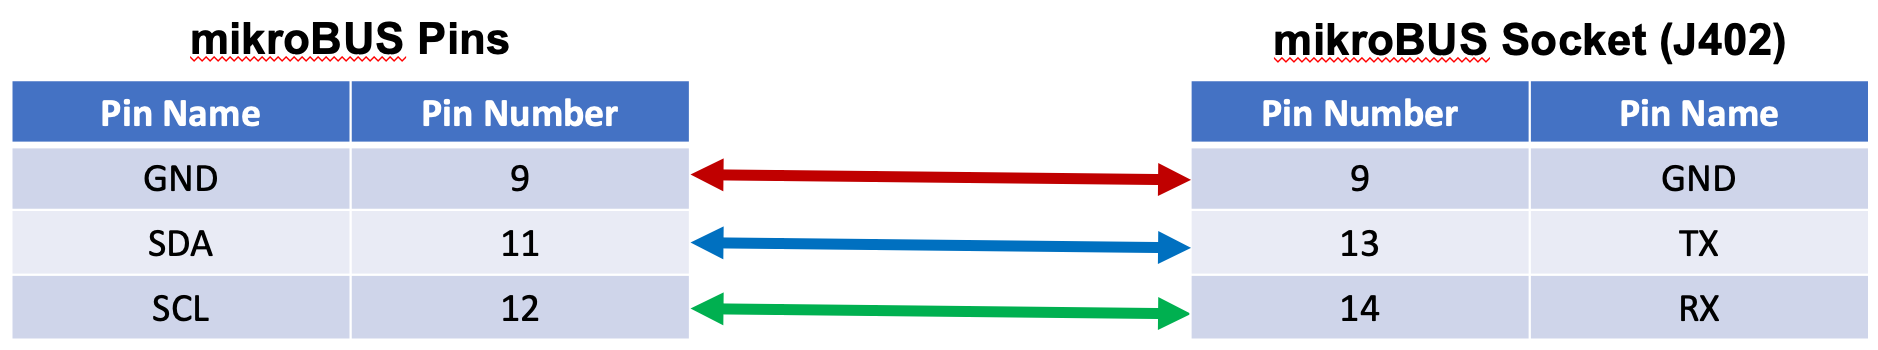 mikroBUS Pins
mikroBUS Socket (J402)
Pin Name Pin Number
GND 9
SDA 11
SCL 12
Pin Number Pin Name
9 GND
13 TX
14 RX